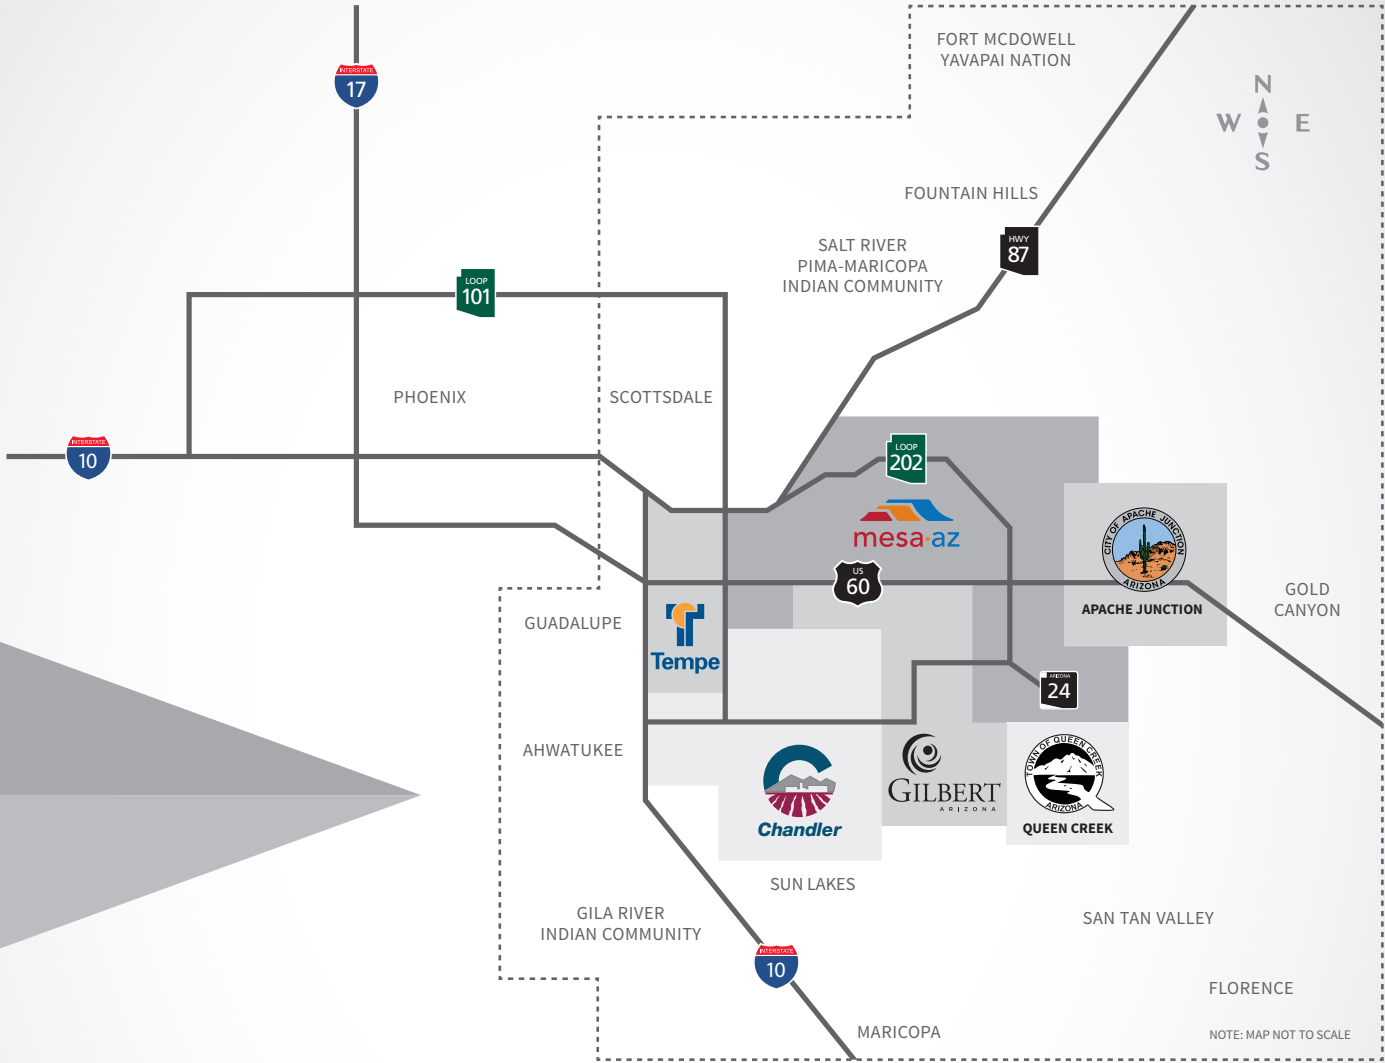 FORT MCDOWELL
YAVAPAI NATION
INTERSTATE
17
N
W E
S
FOUNTAIN HILLS
HWY
87
SALT RIVER
PIMA-MARICOPA
INDIAN COMMUNITY
LOOP
101
PHOENIX
SCOTTSDALE
INTERSTATE
10
LOOP
202
mesa·az
CITY OF APACHE JUNCTION
ARIZONA
APACHE JUNCTION
US
60
GOLD
CANYON
GUADALUPE
Tempe
ARIZONA
24
AHWATUKEE
Chandler
GILBERT
ARIZONA
TOWN OF QUEEN CREEK
ARIZONA
QUEEN CREEK
SUN LAKES
GILA RIVER
INDIAN COMMUNITY
SAN TAN VALLEY
INTERSTATE
10
FLORENCE
MARICOPA
NOTE: MAP NOT TO SCALE